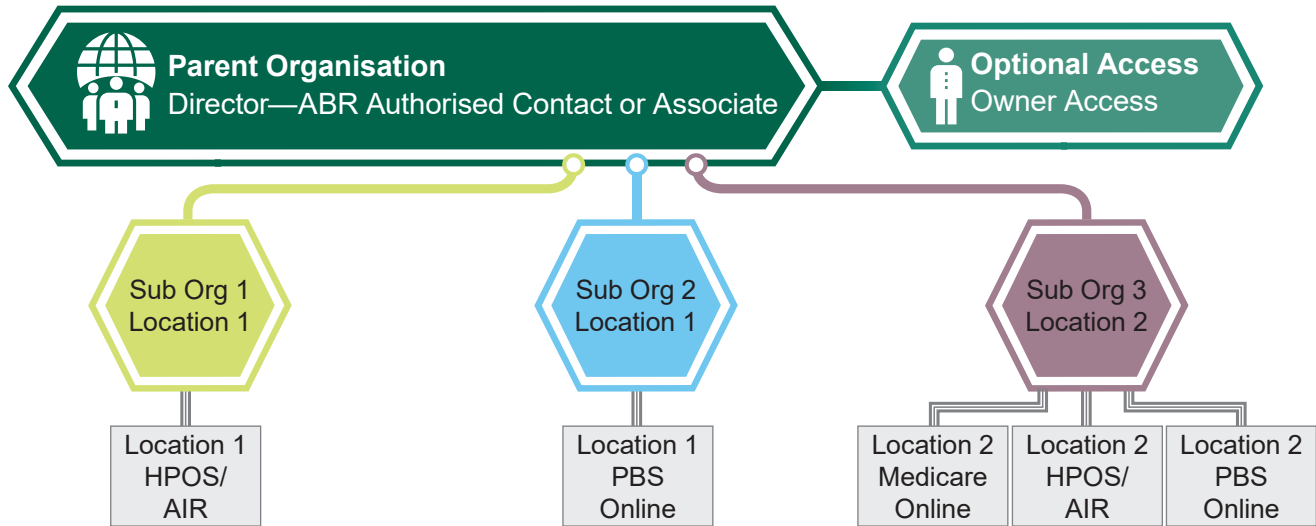 Parent Organisation
Director—ABR Authorised Contact or Associate
Optional Access
Owner Access
Sub Org 1
Location 1
Sub Org 2
Location 1
Sub Org 3
Location 2
Location 1
HPOS/
AIR
Location 1
PBS
Online
Location 2
Medicare
Online
Location 2
HPOS/
AIR
Location 2
PBS
Online